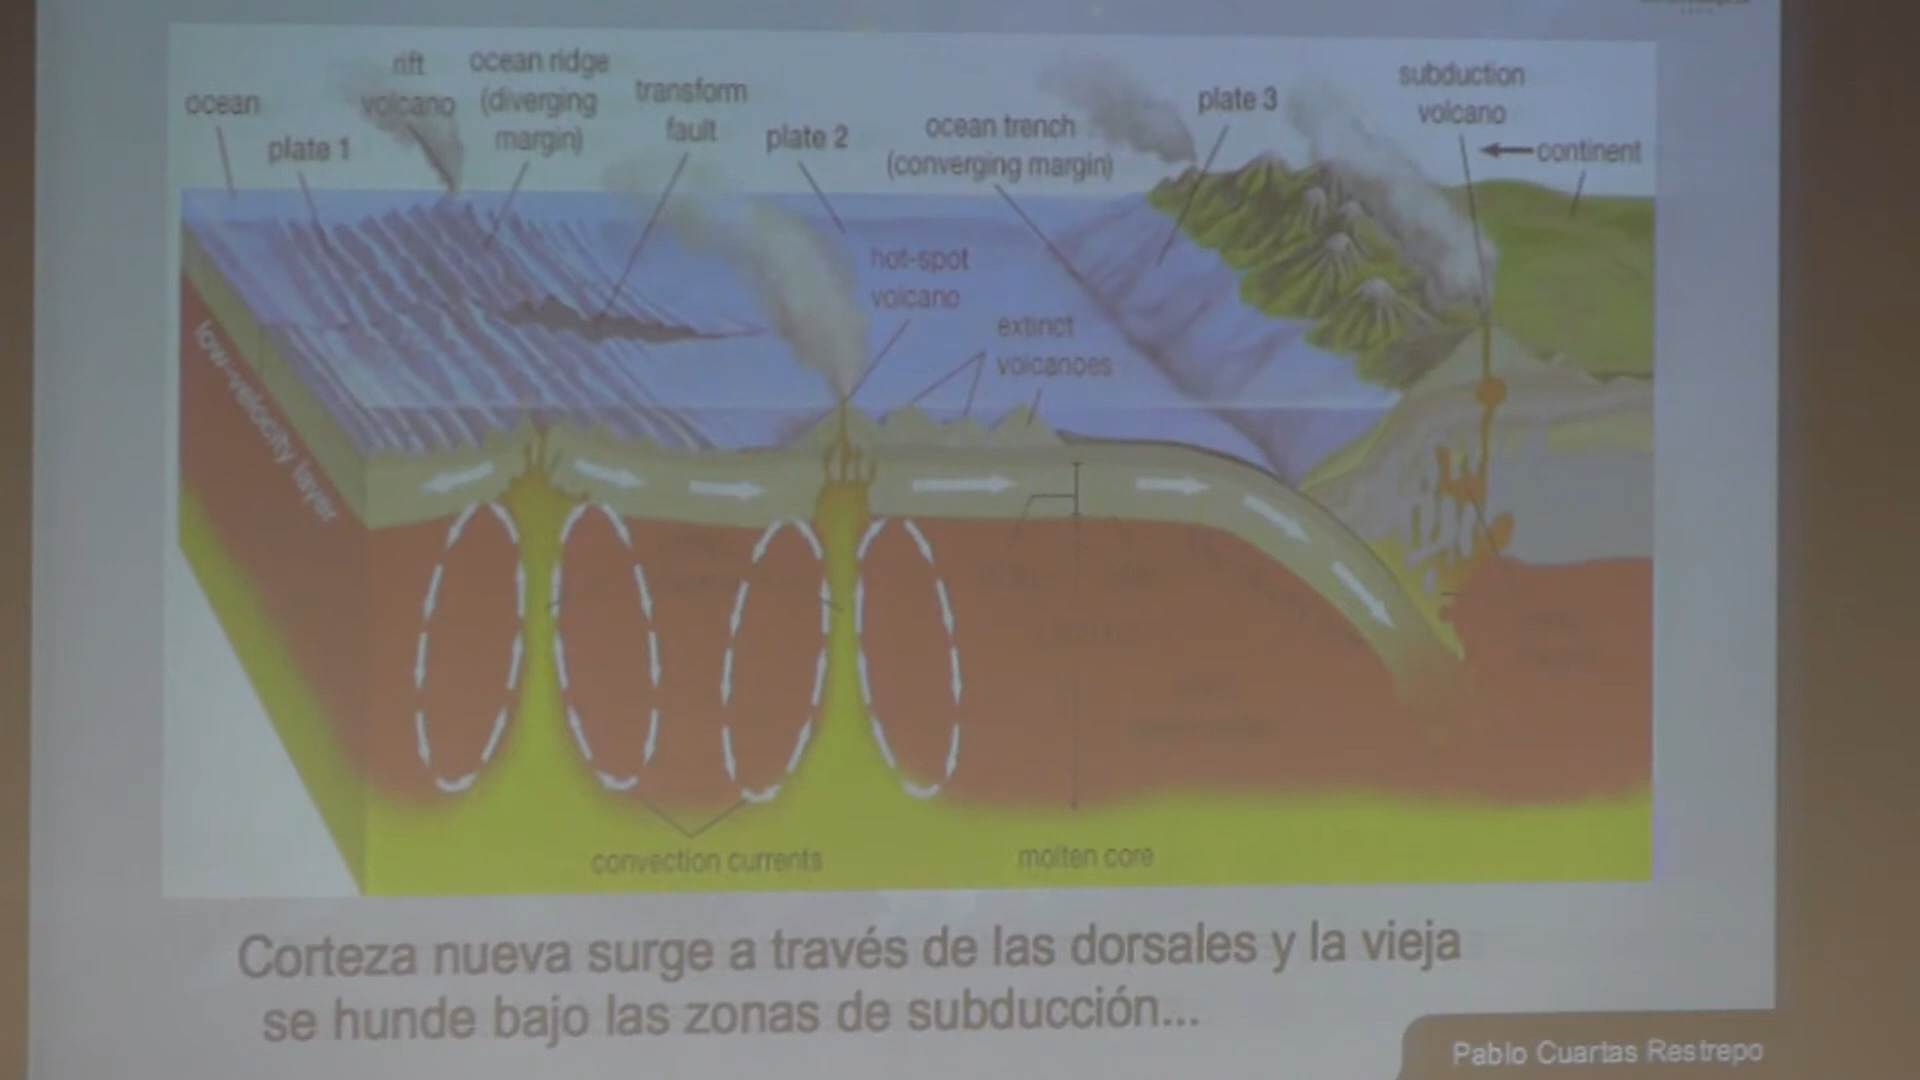 ocean
plate 1
rift
volcano
ocean ridge
(diverging
margin)
transform
fault
plate 2
ocean trench
(converging margin)
plate 3
subduction
volcano
continent
hot-spot
volcano
extinct
volcanoes
low-velocity layer
convection currents
molten core
Corteza nueva surge a través de las dorsales y la vieja
se hunde bajo las zonas de subducción...
Pablo Cuartas Restrepo